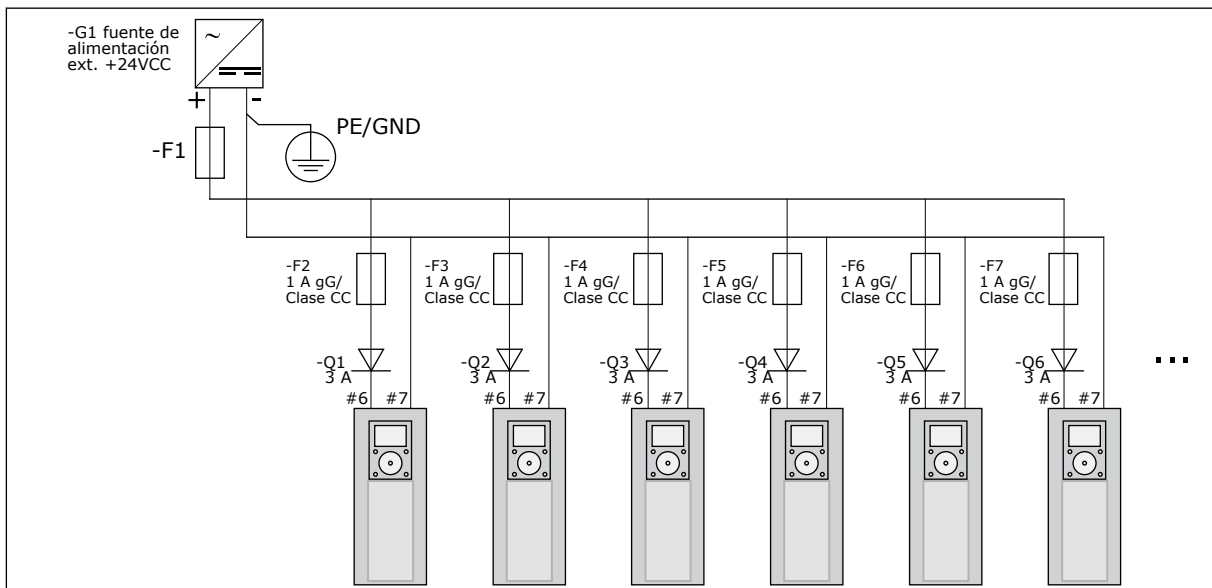 -G1 fuente de
alimentación
ext. +24VCC
~
+
-
PE/GND
-F1
-F2
1 A gG/
Clase CC
-F3
1 A gG/
Clase CC
-F4
1 A gG/
Clase CC
-F5
1 A gG/
Clase CC
-F6
1 A gG/
Clase CC
-F7
1 A gG/
Clase CC
-Q1
3 A
-Q2
3 A
-Q3
3 A
-Q4
3 A
-Q5
3 A
-Q6
3 A
...
#6 #7
#6 #7
#6 #7
#6 #7
#6 #7
#6 #7